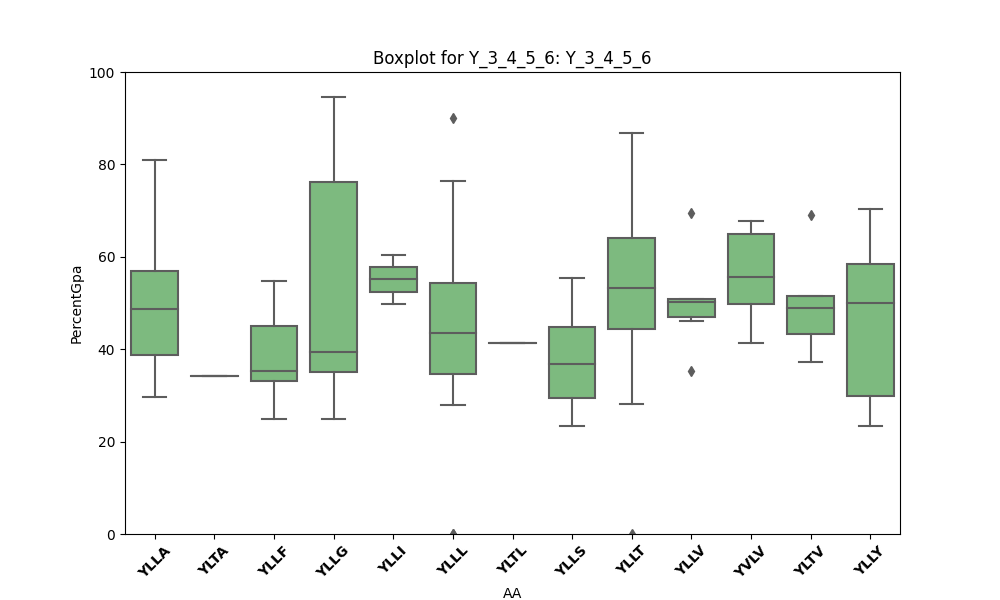 Boxplot for Y_3_4_5_6: Y_3_4_5_6
PercentGpa
100
80
60
40
20
0
YLLA YLTA YLLF YLLG YLLI YLLL YLTL YLLS YLLT YLLV YVLV YLTV YLLY
AA